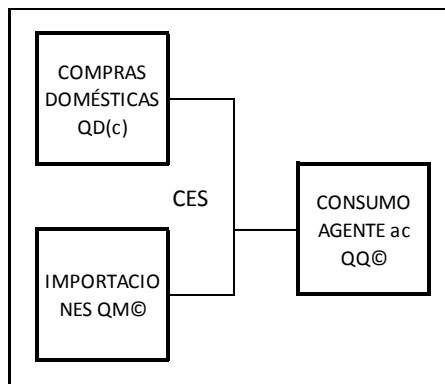 COMPRAS
DOMÉSTICAS
QD(c)
CES
CONSUMO
AGENTE ac
QQ©
IMPORTACIO
NES QM©